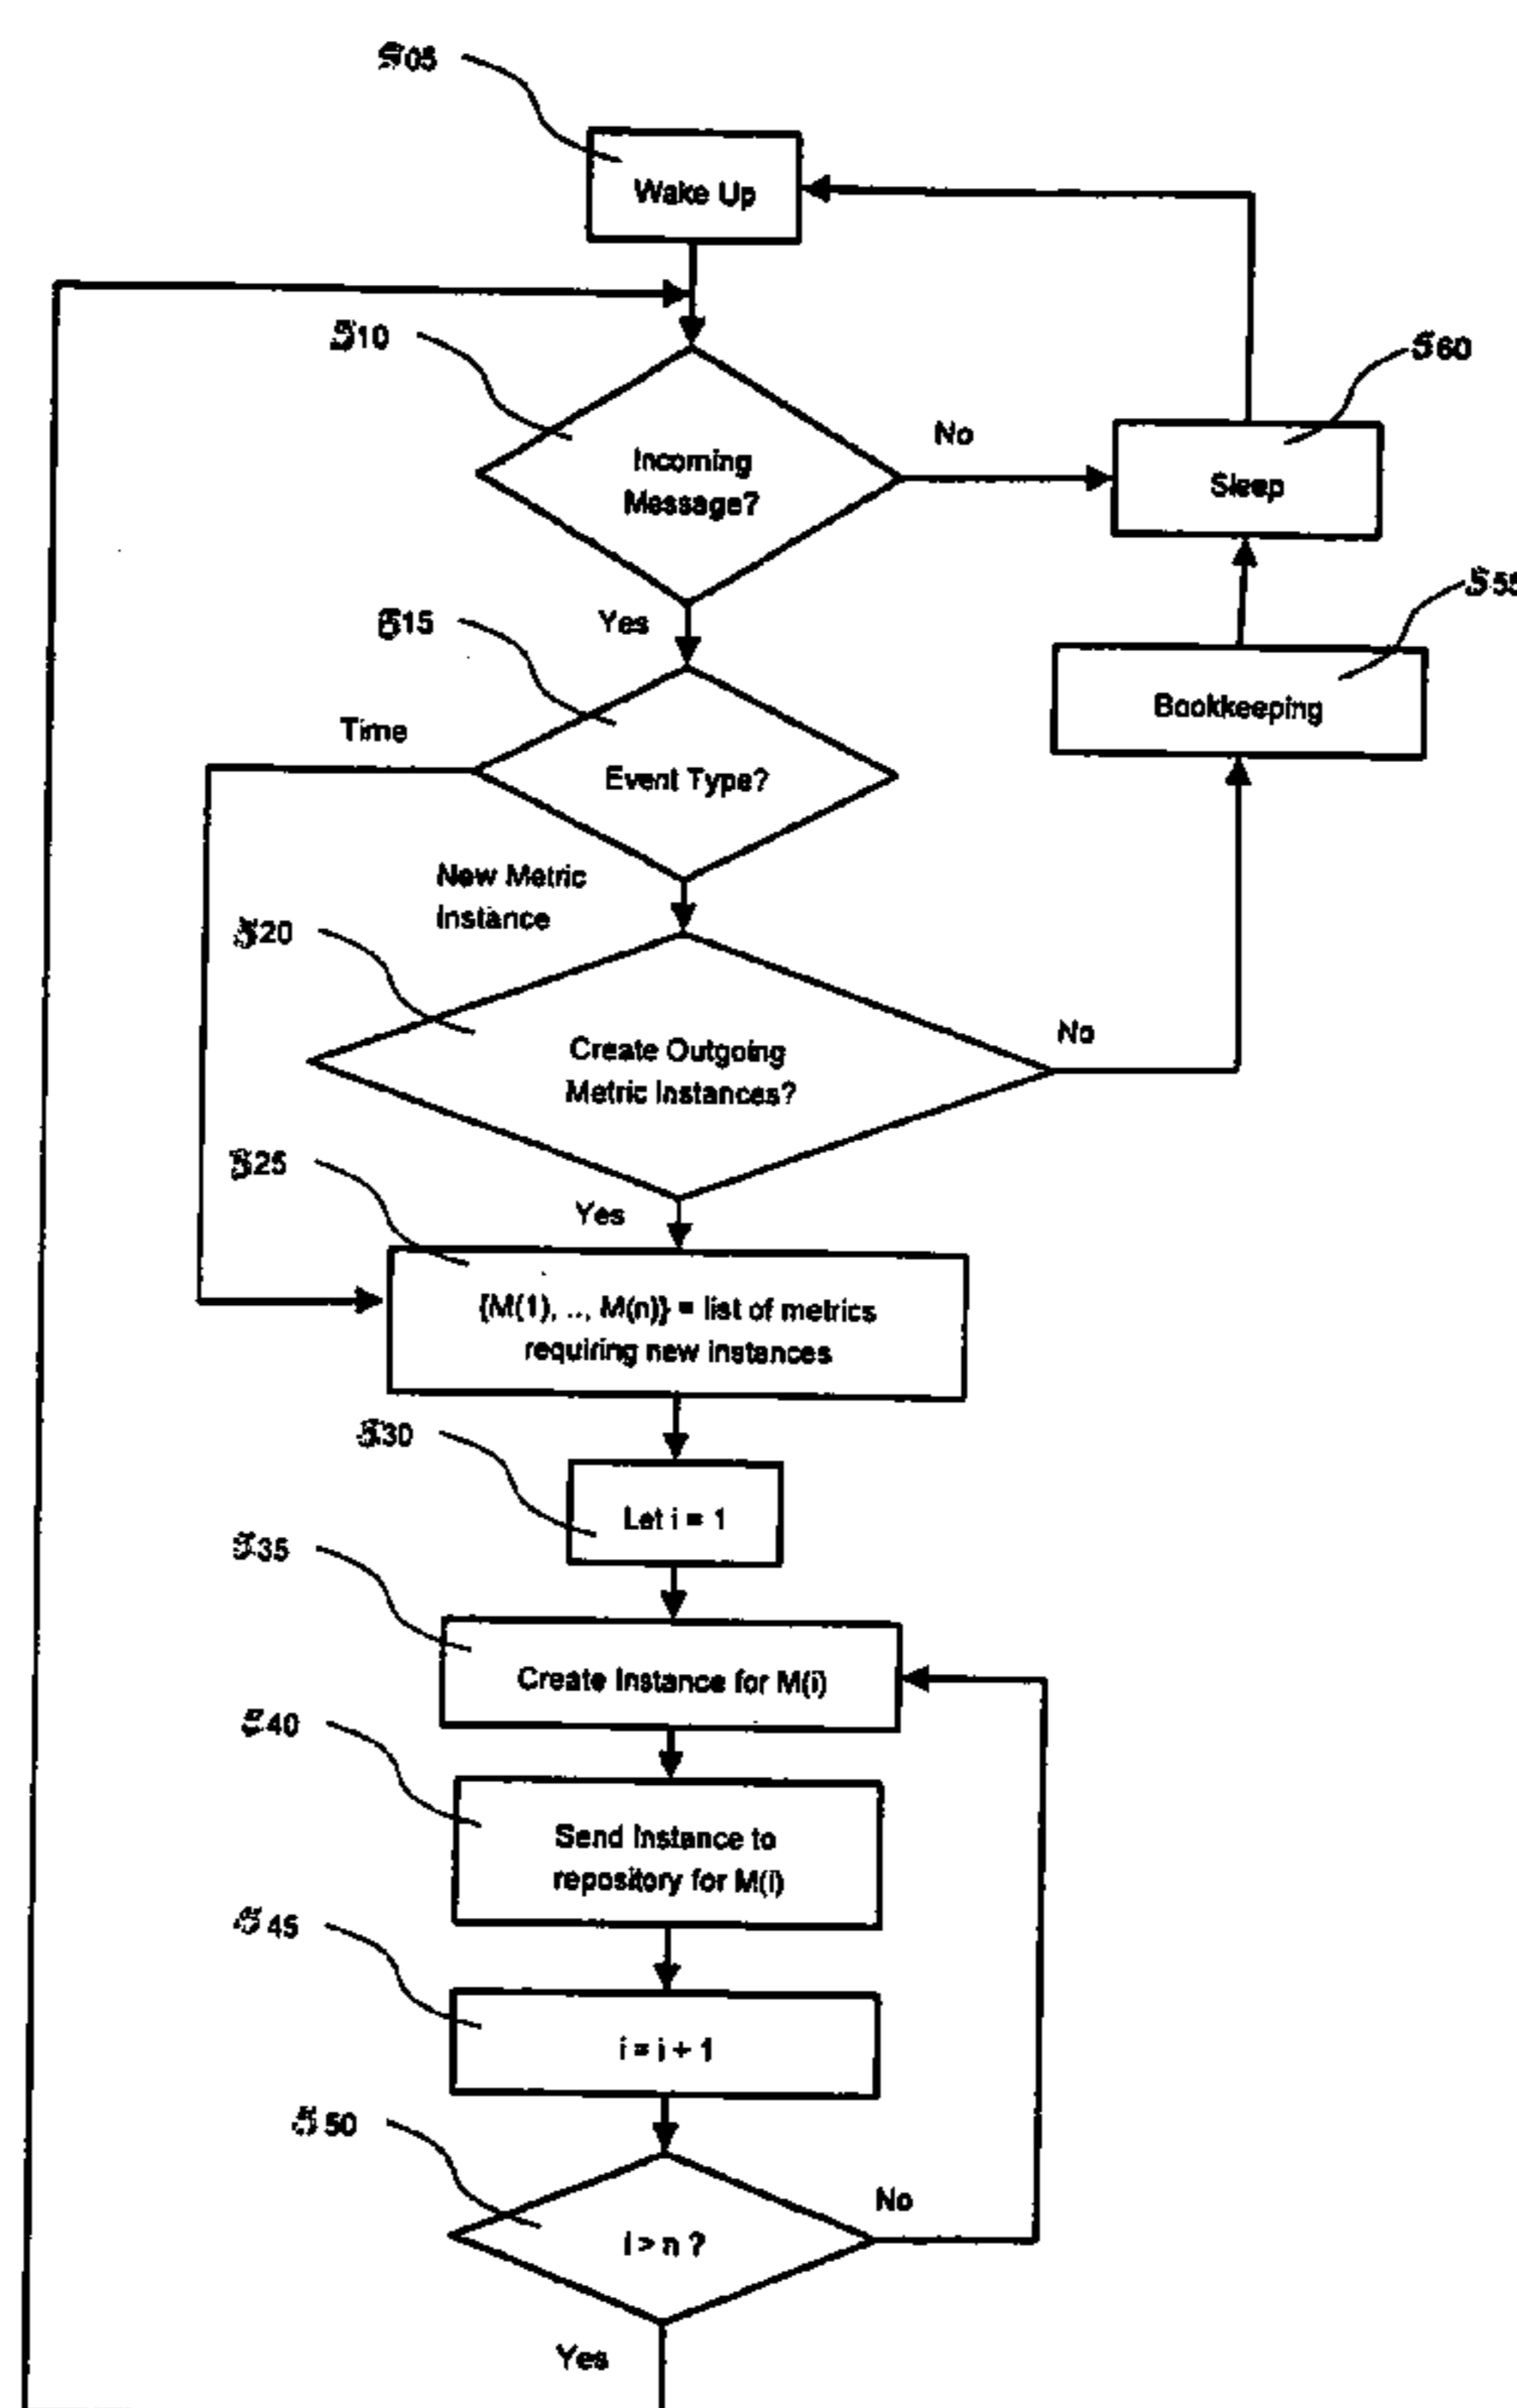 505
Wake Up
510
560
No
Incoming
Message?
Sleep
555
515
Yes
Bookkeeping
Time
Event Type?
New Metric
Instance
520
No
Create Outgoing
Metric Instances?
525
Yes
{M(1), .., M(n)} = list of metrics
requiring new instances
530
Let i = 1
535
Create Instance for M(i)
540
Send Instance to
repository for M(i)
545
i = i + 1
550
No
i > n ?
Yes